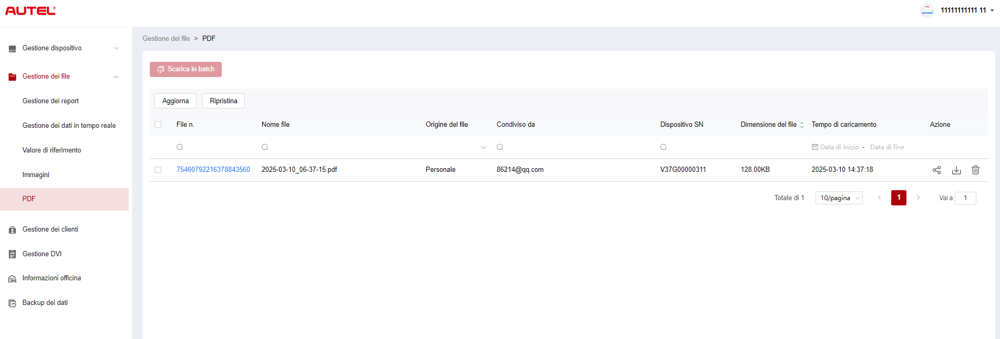 AUTEL
11111111111 11
Gestione dispositivo
Gestione dei file
Gestione dei report
Gestione dei dati in tempo reale
Valore di riferimento
Immagini
PDF
Gestione dei clienti
Gestione DVI
Informazioni officina
Backup dei dati
Gestione dei file > PDF
Scarica in batch
Aggiorna Ripristina
File n. Nome file Origine del file Condiviso da Dispositivo SN Dimensione del file Tempo di caricamento Azione
Data di inizio - Data di fine
75460792216378843560 2025-03-10_06-37-15.pdf Personale 86214@qq.com V37G00000311 128.00KB 2025-03-10 14:37:18
Totale di 1 10/pagina < 1 > Vai a 1